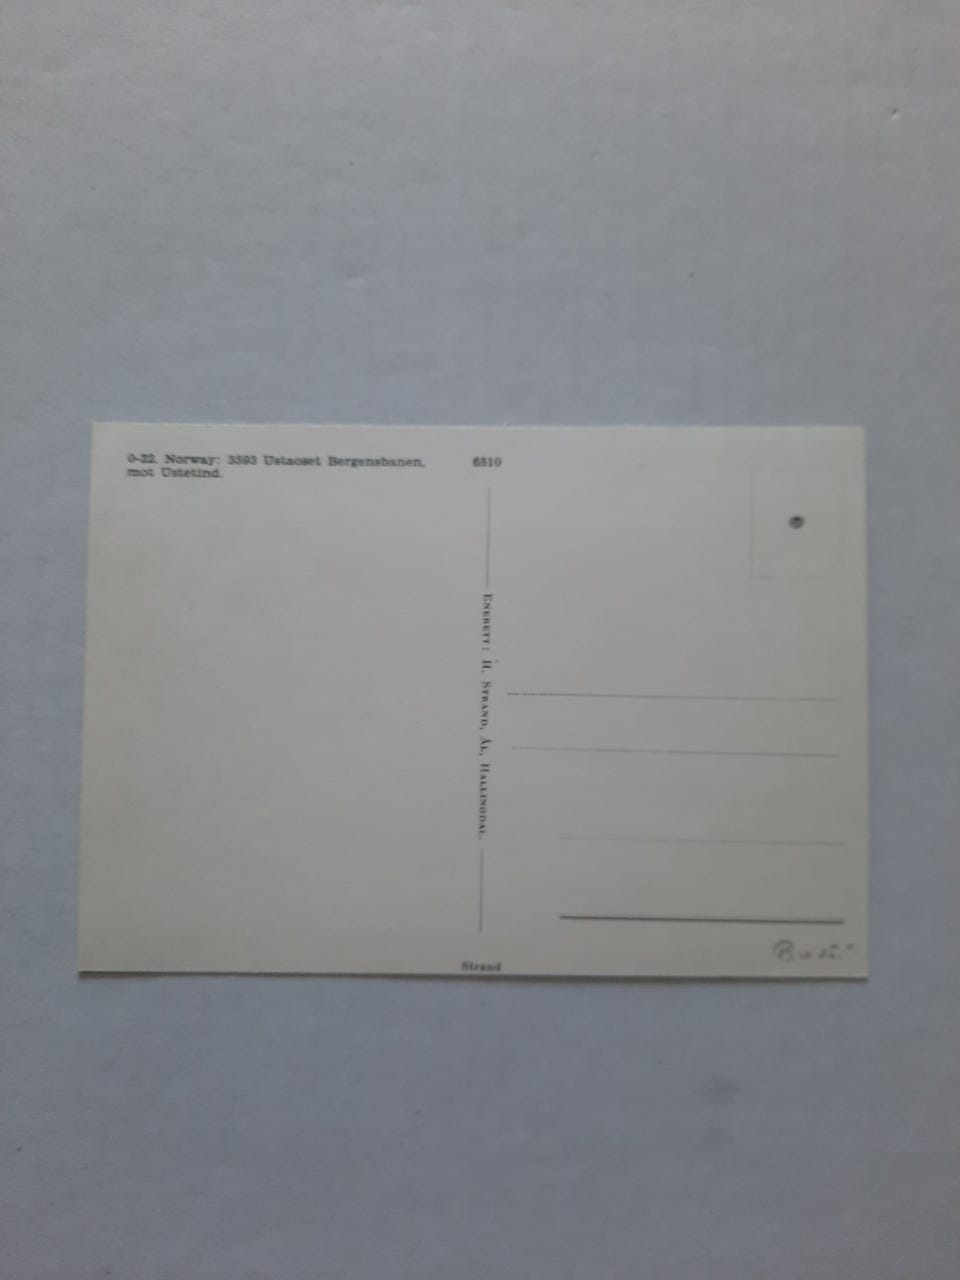 0-22. Norway: 3593 Ustaoset Bergensbanen,
mot Ustetind.
6510
ENERETT: H. STRAND, ÅL, HALLINGDAL.
Strand